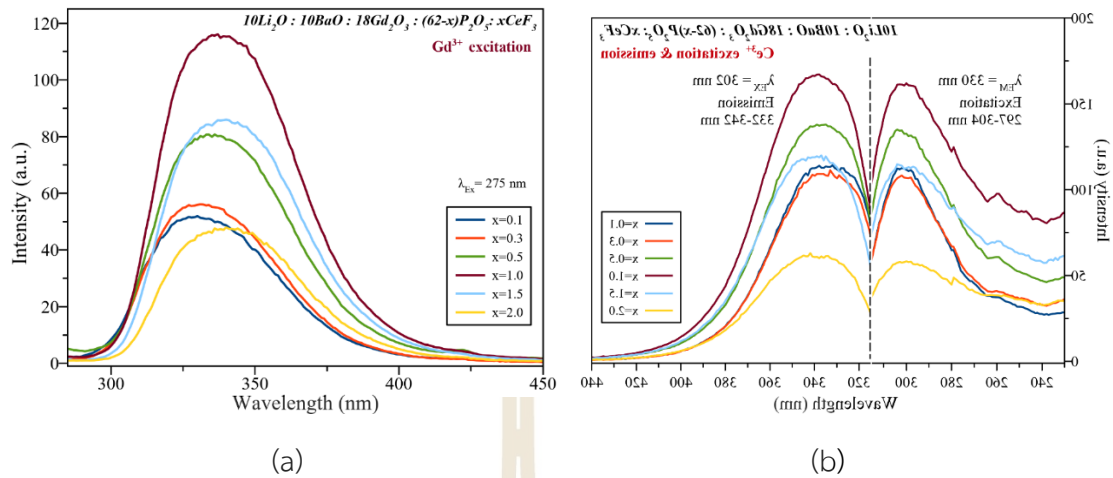 10Li₂O : 10BaO : 18Gd₂O₃ : (62-x)P₂O₅: xCeF₃
Gd³⁺ excitation
λEx= 275 nm
x=0.1
x=0.3
x=0.5
x=1.0
x=1.5
x=2.0
Intensity (a.u.)
120
100
80
60
40
20
0
300 350 400 450
Wavelength (nm)
(a)
10Li₂O : 10BaO : 18Gd₂O₃ : (62-x)P₂O₅: xCeF₃
Ce³⁺ excitation & emission
λEX = 302 nm
Emission
332-342 nm
λEM = 330 nm
Excitation
297-304 nm
x=0.1
x=0.3
x=0.5
x=1.0
x=1.5
x=2.0
200
150
100
50
0
Intensity (a.u.)
440 420 400 380 360 340 320 300 280 260 240
Wavelength (nm)
(b)